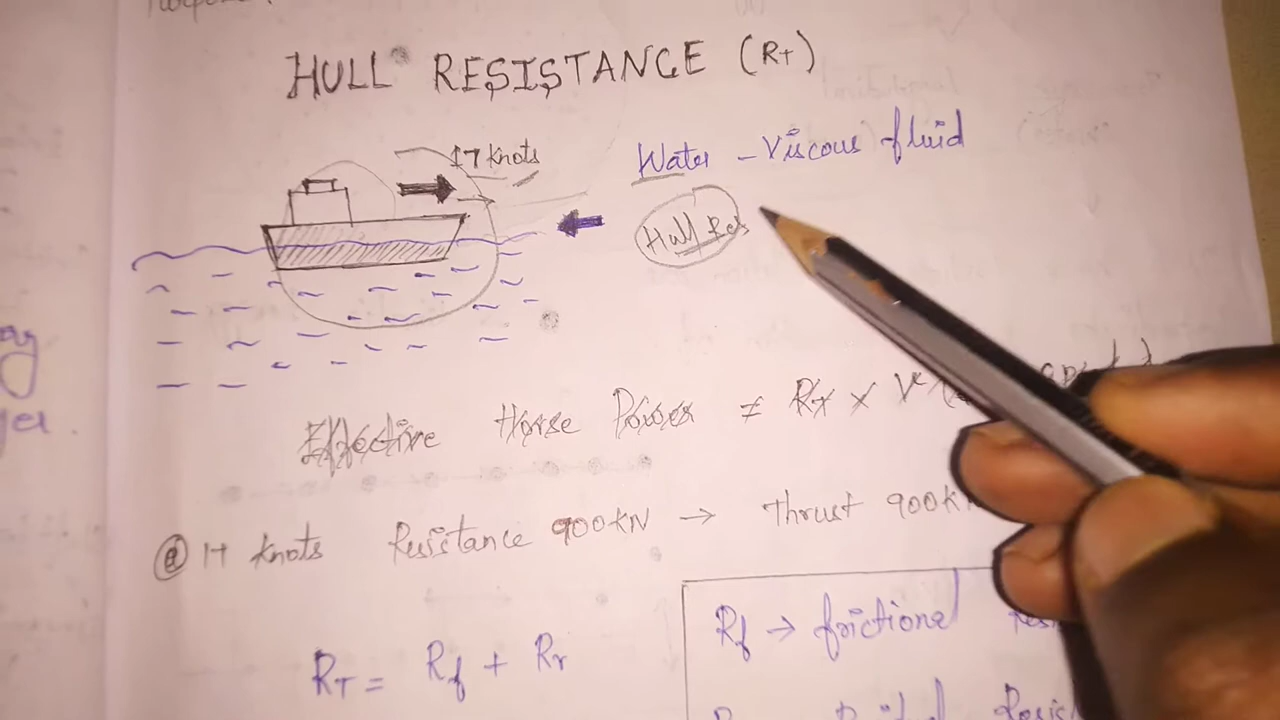 HULL RESISTANCE (RT)
17 Knots
Water - Viscous fluid
Hull Res
Effective Horse Power = RT x V
@ 17 Knots Resistance 900KN → Thrust 900K
Rf → frictional
RT = Rf + Rr